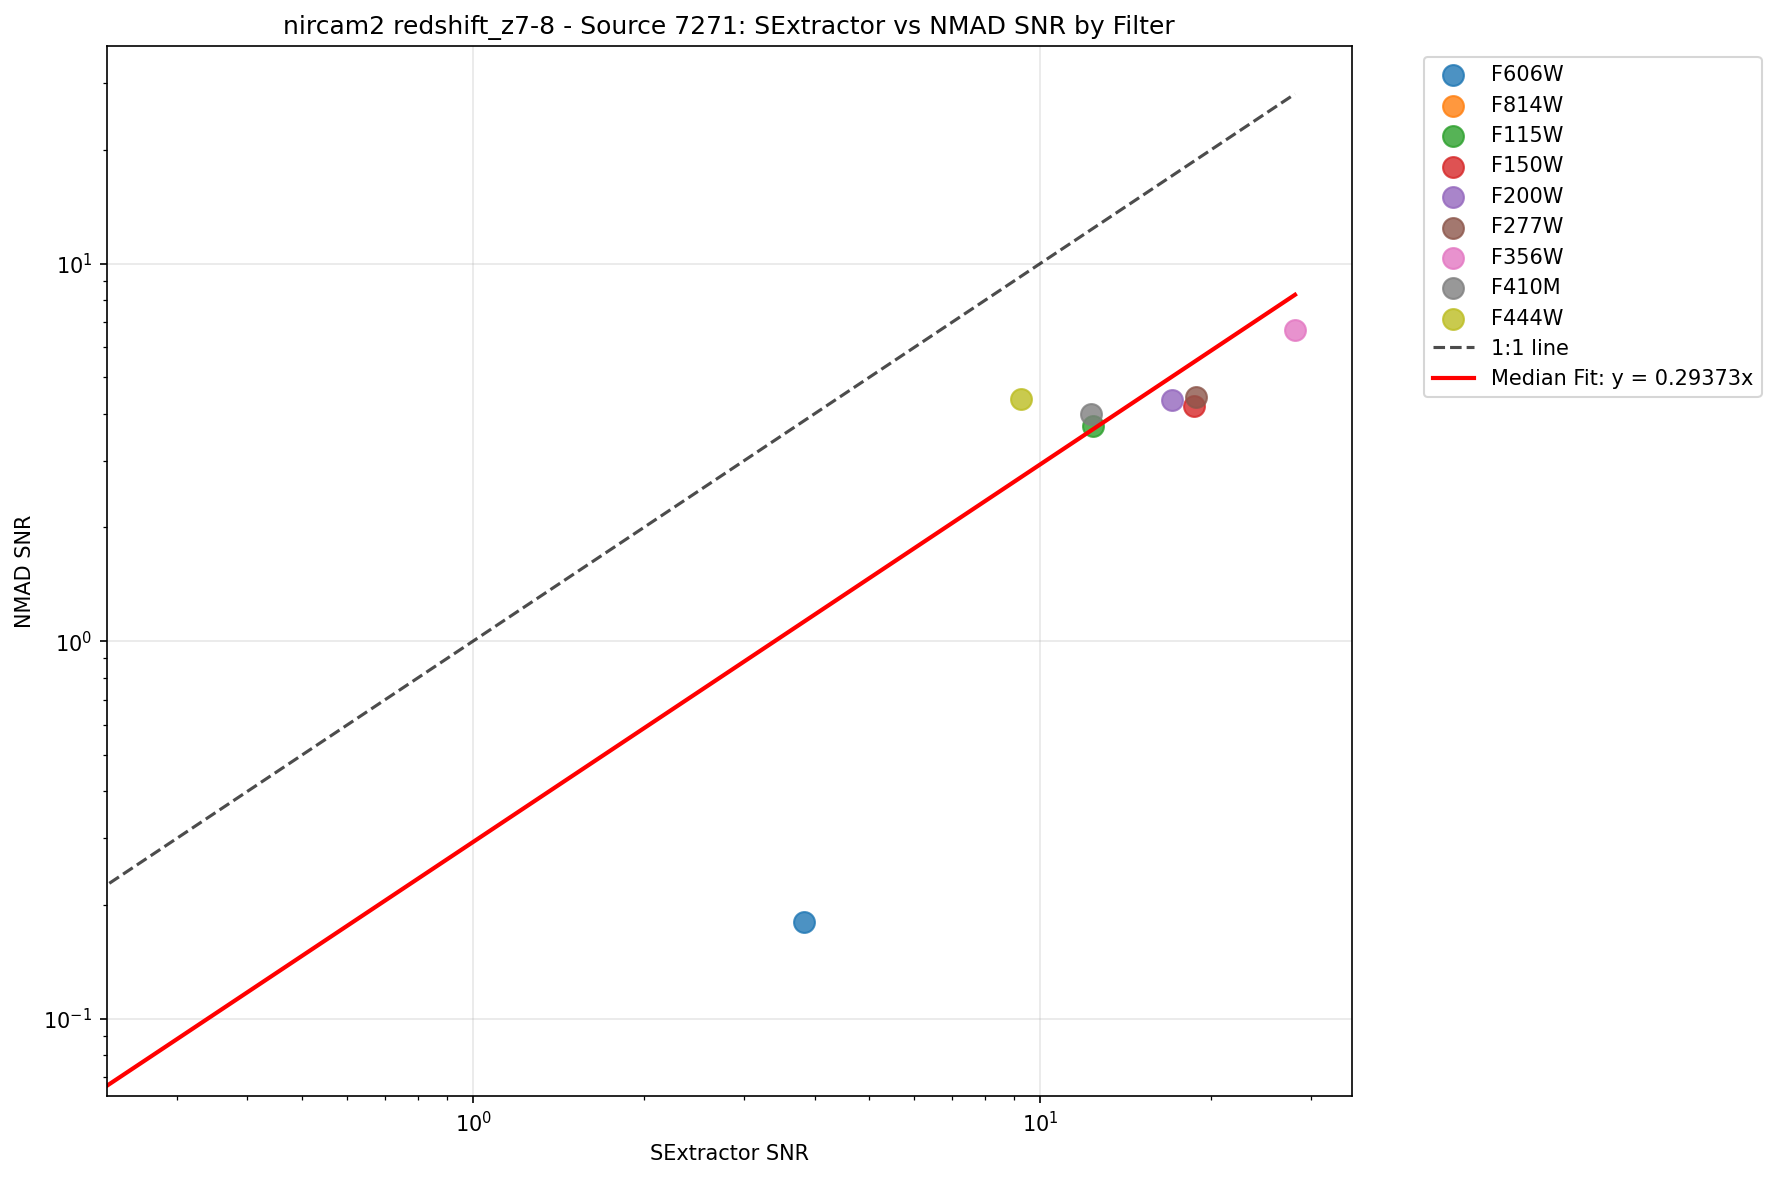 nircam2 redshift_z7-8 - Source 7271: SExtractor vs NMAD SNR by Filter
F606W
F814W
F115W
F150W
F200W
F277W
F356W
F410M
F444W
1:1 line
Median Fit: y = 0.29373x
NMAD SNR
10¹
10⁰
10⁻¹
10⁰
10¹
SExtractor SNR